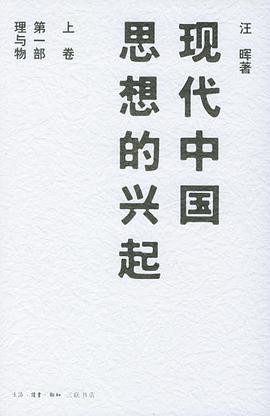 汪 晖 著
现代中国
思想的兴起
上 卷
第一部
理与物
生活·讀書·新知 三联书店